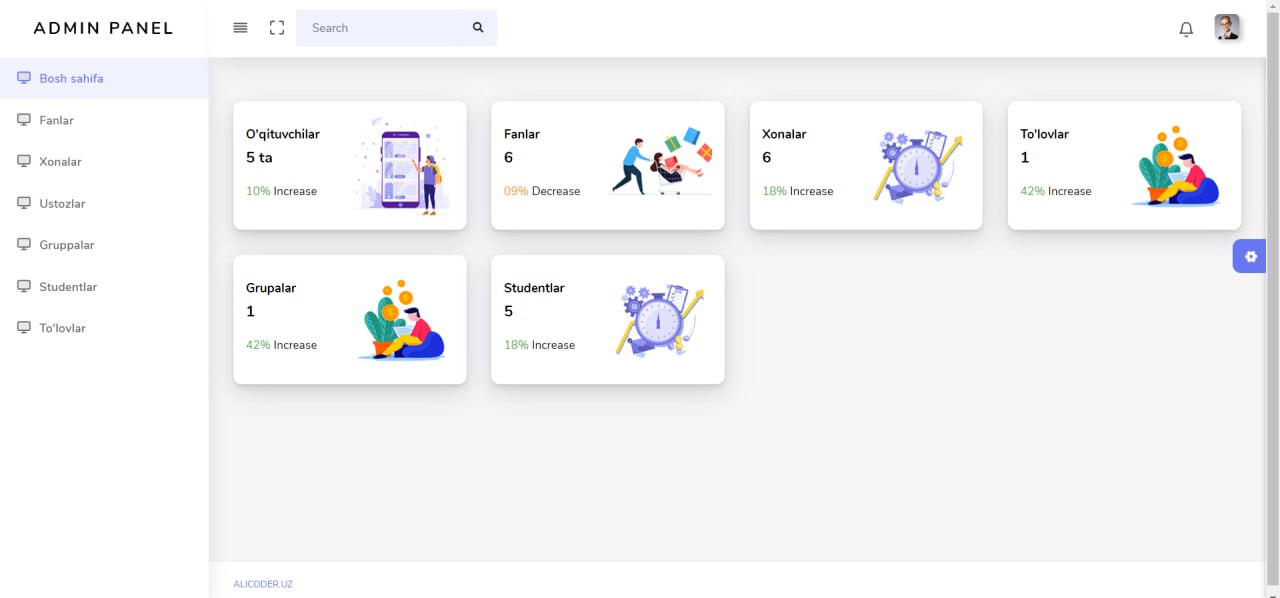 ADMIN PANEL
Search
Bosh sahifa
Fanlar
Xonalar
Ustozlar
Gruppalar
Studentlar
To'lovlar
O'qituvchilar
5 ta
10% Increase
Fanlar
6
09% Decrease
Xonalar
6
18% Increase
To'lovlar
1
42% Increase
Grupalar
1
42% Increase
Studentlar
5
18% Increase
ALICODER.UZ